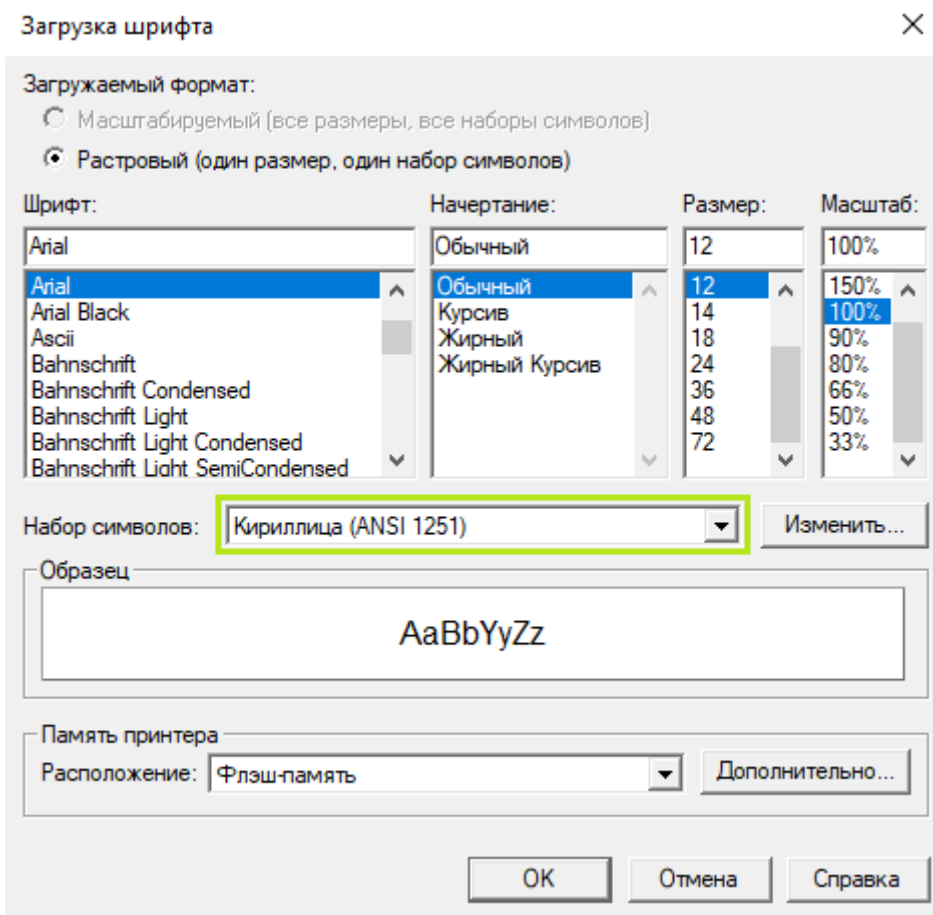 Загрузка шрифта
Загружаемый формат:
Масштабируемый (все размеры, все наборы символов)
Растровый (один размер, один набор символов)
Шрифт: Начертание: Размер: Масштаб:
Arial Обычный 12 100%
Arial Обычный 12 150%
Arial Black Курсив 14 100%
Ascii Жирный 18 90%
Bahnschrift Жирный Курсив 24 80%
Bahnschrift Condensed 36 66%
Bahnschrift Light 48 50%
Bahnschrift Light Condensed 72 33%
Bahnschrift Light SemiCondensed
Набор символов: Кириллица (ANSI 1251) Изменить...
Образец
AaBbYyZz
Память принтера
Расположение: Флэш-память Дополнительно...
OK Отмена Справка